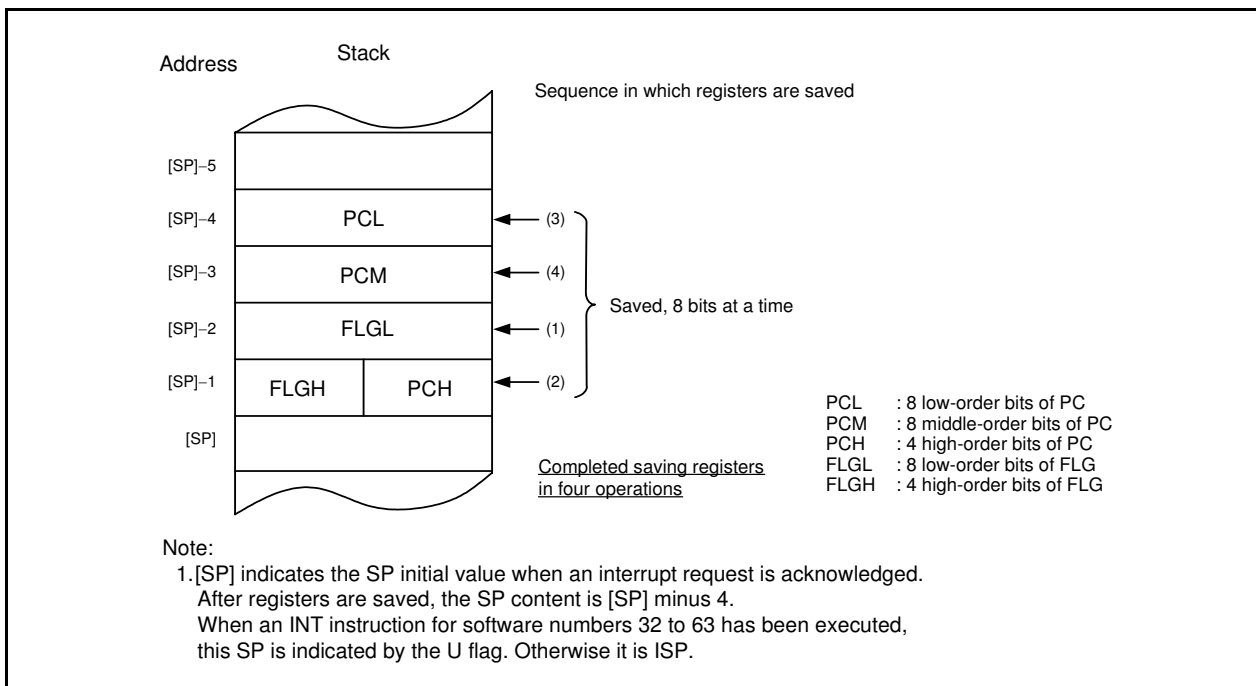 Address
Stack
Sequence in which registers are saved
[SP]−5
[SP]−4 PCL (3)
[SP]−3 PCM (4)
Saved, 8 bits at a time
[SP]−2 FLGL (1)
[SP]−1 FLGH PCH (2)
[SP]
Completed saving registers
in four operations
PCL : 8 low-order bits of PC
PCM : 8 middle-order bits of PC
PCH : 4 high-order bits of PC
FLGL : 8 low-order bits of FLG
FLGH : 4 high-order bits of FLG
Note:
1.[SP] indicates the SP initial value when an interrupt request is acknowledged.
After registers are saved, the SP content is [SP] minus 4.
When an INT instruction for software numbers 32 to 63 has been executed,
this SP is indicated by the U flag. Otherwise it is ISP.